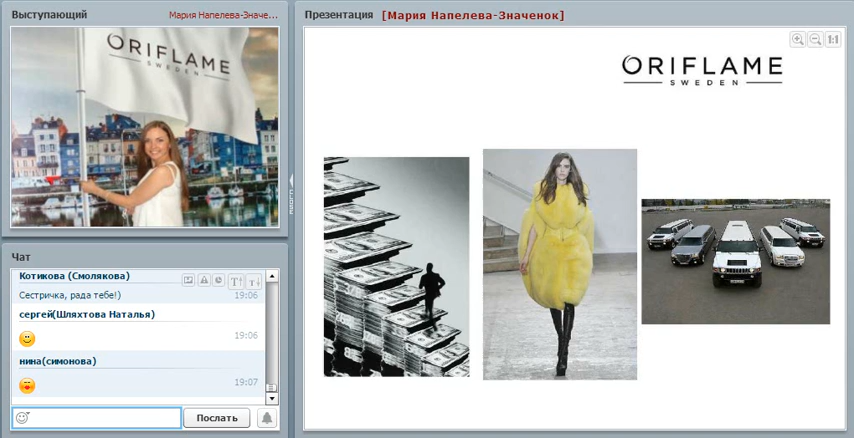 Выступающий
Мария Напелева-Значе...
ORIFLAME
SWEDEN
Чат
Котикова (Смолякова)
Сестричка, рада тебе!)
19:06
сергей(Шляхтова Наталья)
19:06
нина(симонова)
19:07
Послать
Презентация [Мария Напелева-Значенок]
1:1
ORIFLAME
SWEDEN